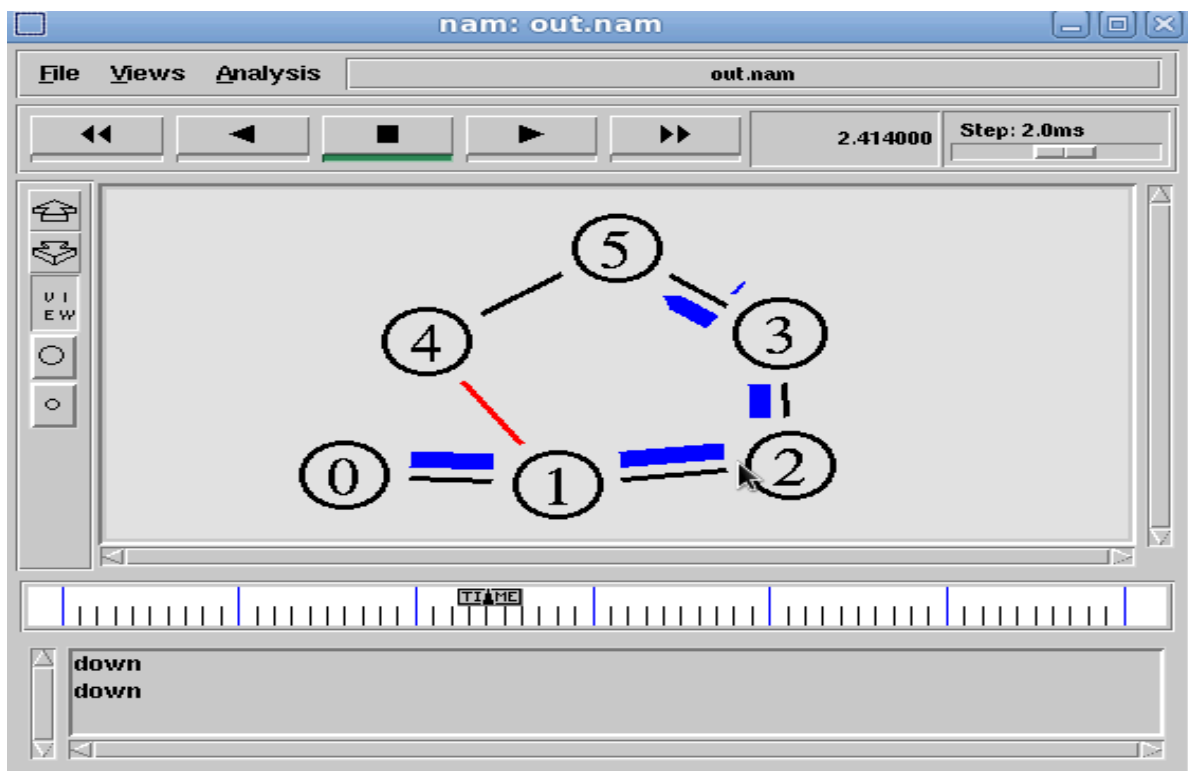 nam: out.nam
File Views Analysis out.nam
2.414000 Step: 2.0ms
V I
E W
5
3
4
0
1
2
TIME
down
down